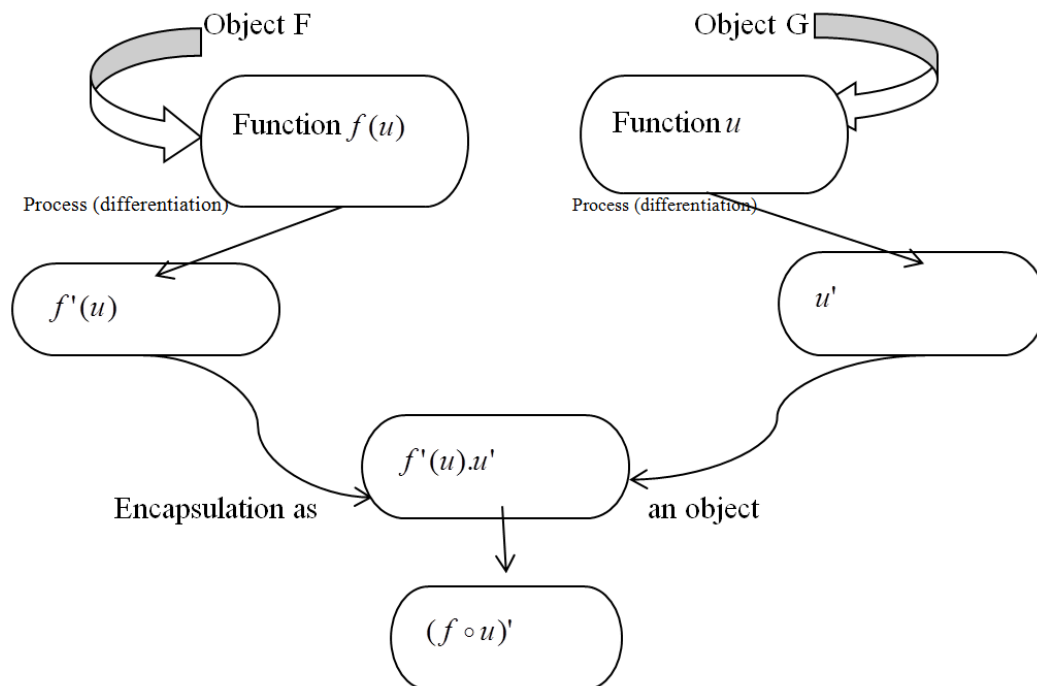 Object F
Object G
Function f(u)
Function u
Process (differentiation)
Process (differentiation)
f'(u)
u'
f'(u).u'
Encapsulation as
an object
(f∘u)'